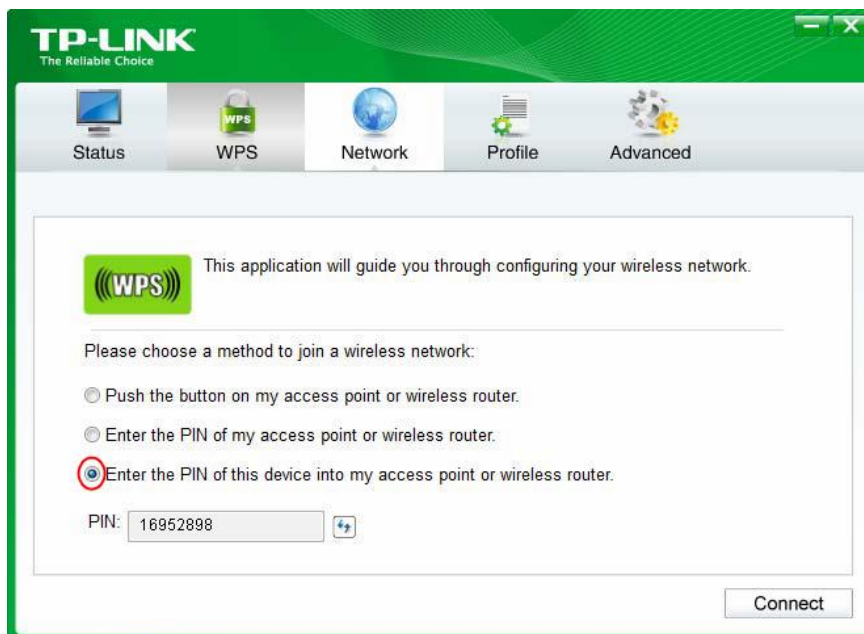 TP-LINK
The Reliable Choice
WPS
Status
WPS
Network
Profile
Advanced
WPS
This application will guide you through configuring your wireless network.
Please choose a method to join a wireless network:
Push the button on my access point or wireless router.
Enter the PIN of my access point or wireless router.
Enter the PIN of this device into my access point or wireless router.
PIN: 16952898
Connect